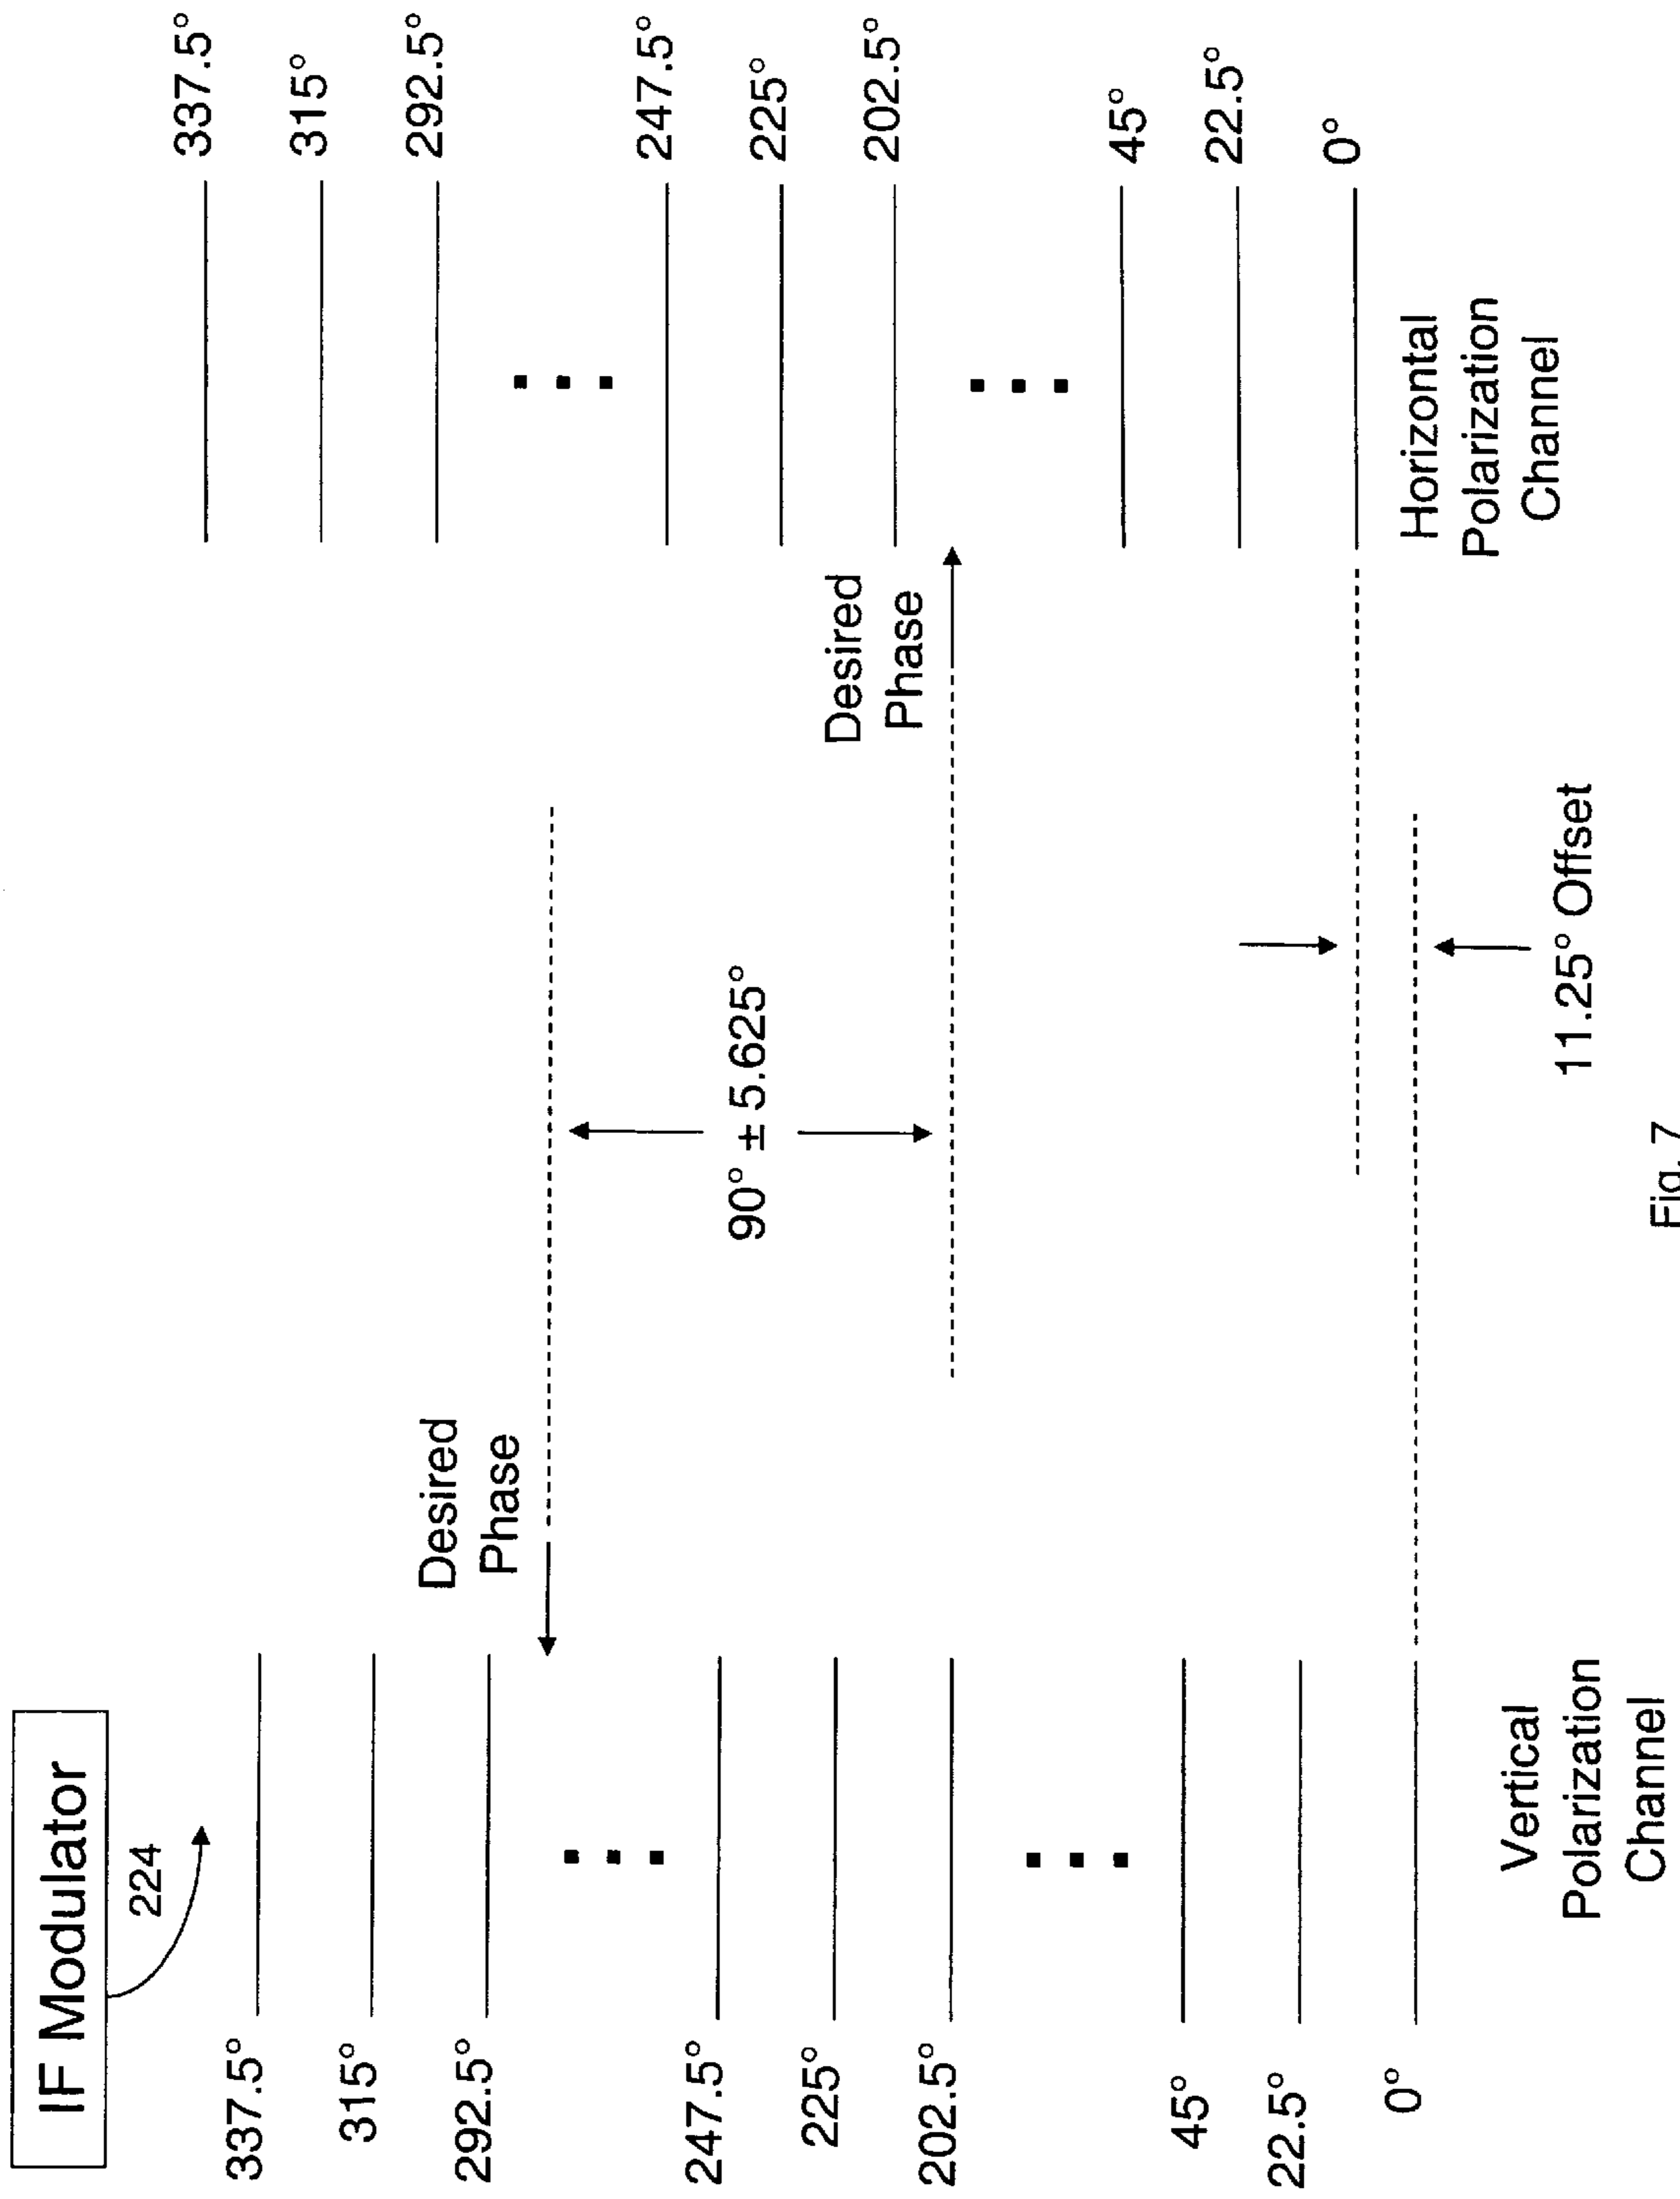 IF Modulator
224
337.5°
315°
292.5°
247.5°
225°
202.5°
45°
22.5°
0°
Vertical
Polarization
Channel
Desired
Phase
90° ± 5.625°
11.25° Offset
Desired
Phase
337.5°
315°
292.5°
247.5°
225°
202.5°
45°
22.5°
0°
Horizontal
Polarization
Channel
Fig. 7